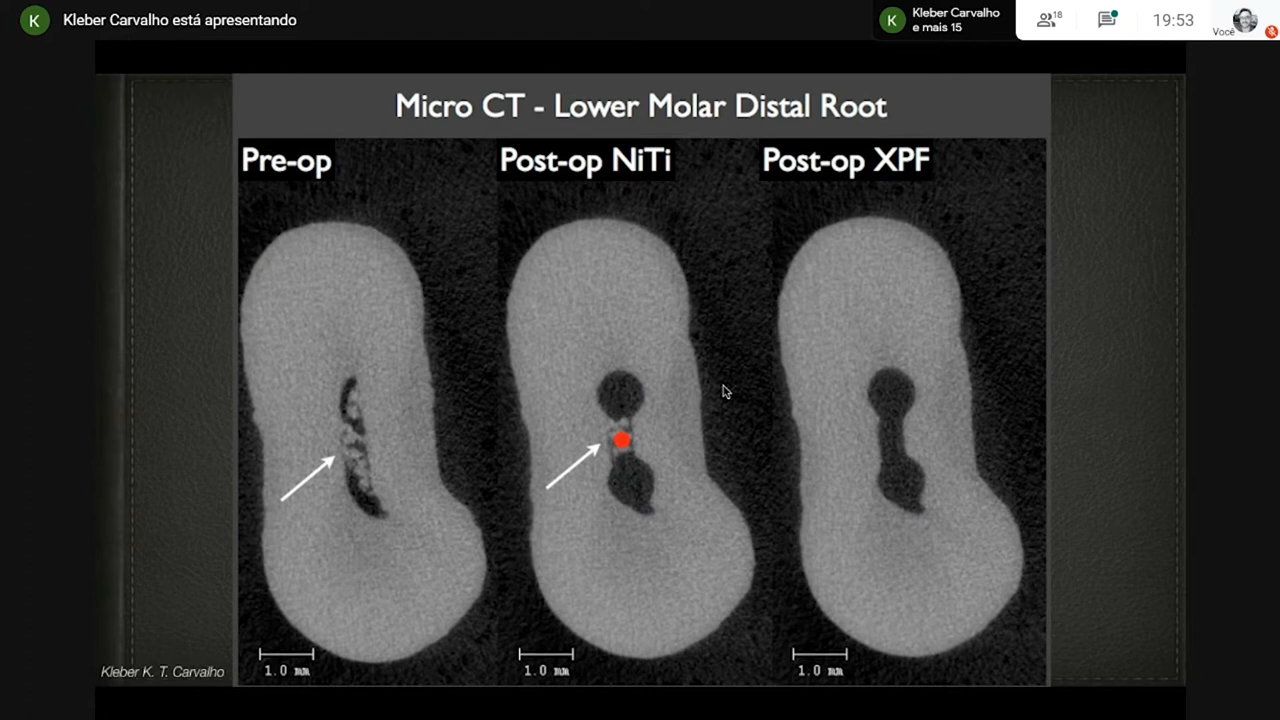 K
Kleber Carvalho está apresentando
K
Kleber Carvalho
e mais 15
18
19:53
Você
Micro CT - Lower Molar Distal Root
Pre-op
Post-op NiTi
Post-op XPF
1.0 mm
1.0 mm
1.0 mm
Kleber K. T. Carvalho